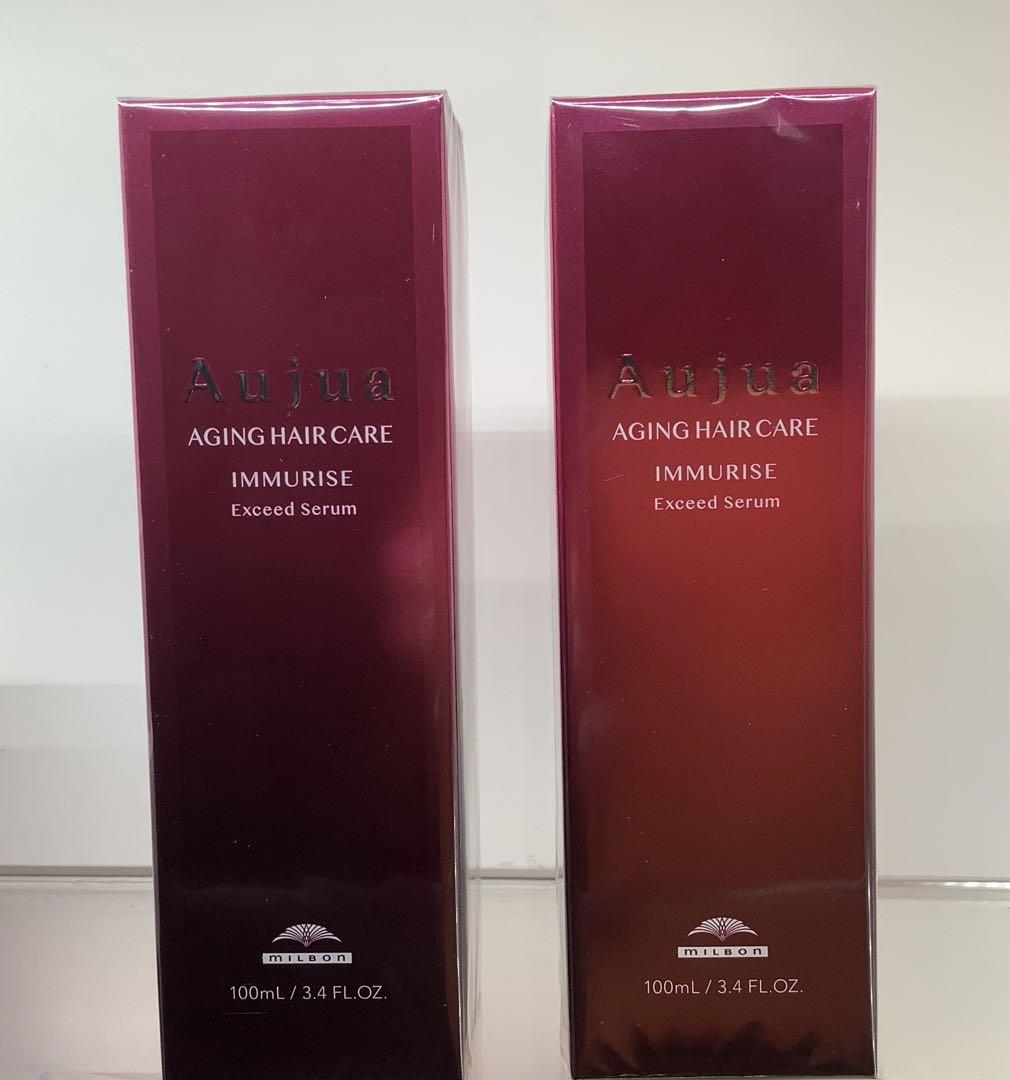 Aujua
AGING HAIR CARE
IMMURISE
Exceed Serum
MILBON
100mL / 3.4 FL.OZ.
Aujua
AGING HAIR CARE
IMMURISE
Exceed Serum
MILBON
100mL / 3.4 FL.OZ.